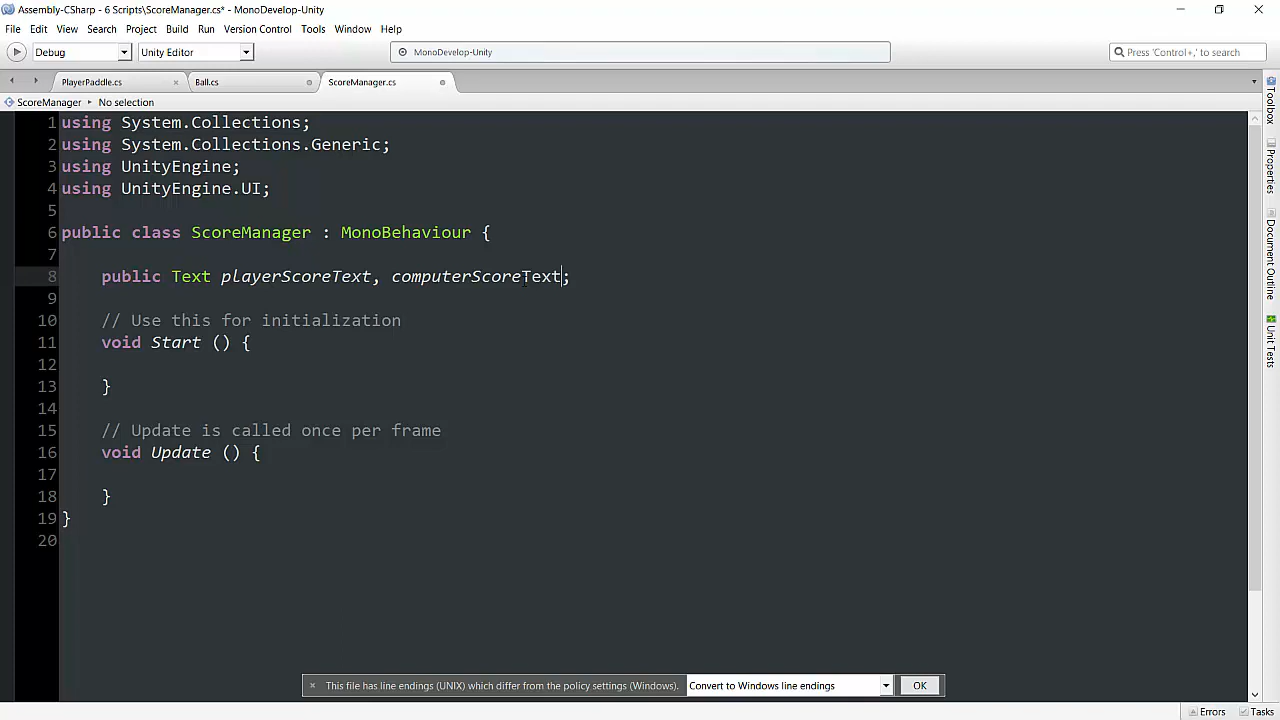 Assembly-CSharp - 6 Scripts\ScoreManager.cs* - MonoDevelop-Unity
File Edit View Search Project Build Run Version Control Tools Window Help
Debug Unity Editor MonoDevelop-Unity Press 'Control+,' to search
PlayerPaddle.cs Ball.cs ScoreManager.cs
ScoreManager No selection
1 using System.Collections;
2 using System.Collections.Generic;
3 using UnityEngine;
4 using UnityEngine.UI;
5
6 public class ScoreManager : MonoBehaviour {
7
8 public Text playerScoreText, computerScoreText;
9
10 // Use this for initialization
11 void Start () {
12
13 }
14
15 // Update is called once per frame
16 void Update () {
17
18 }
19 }
20
Toolbox
Properties
Document Outline
Unit Tests
This file has line endings (UNIX) which differ from the policy settings (Windows). Convert to Windows line endings OK
Errors Tasks